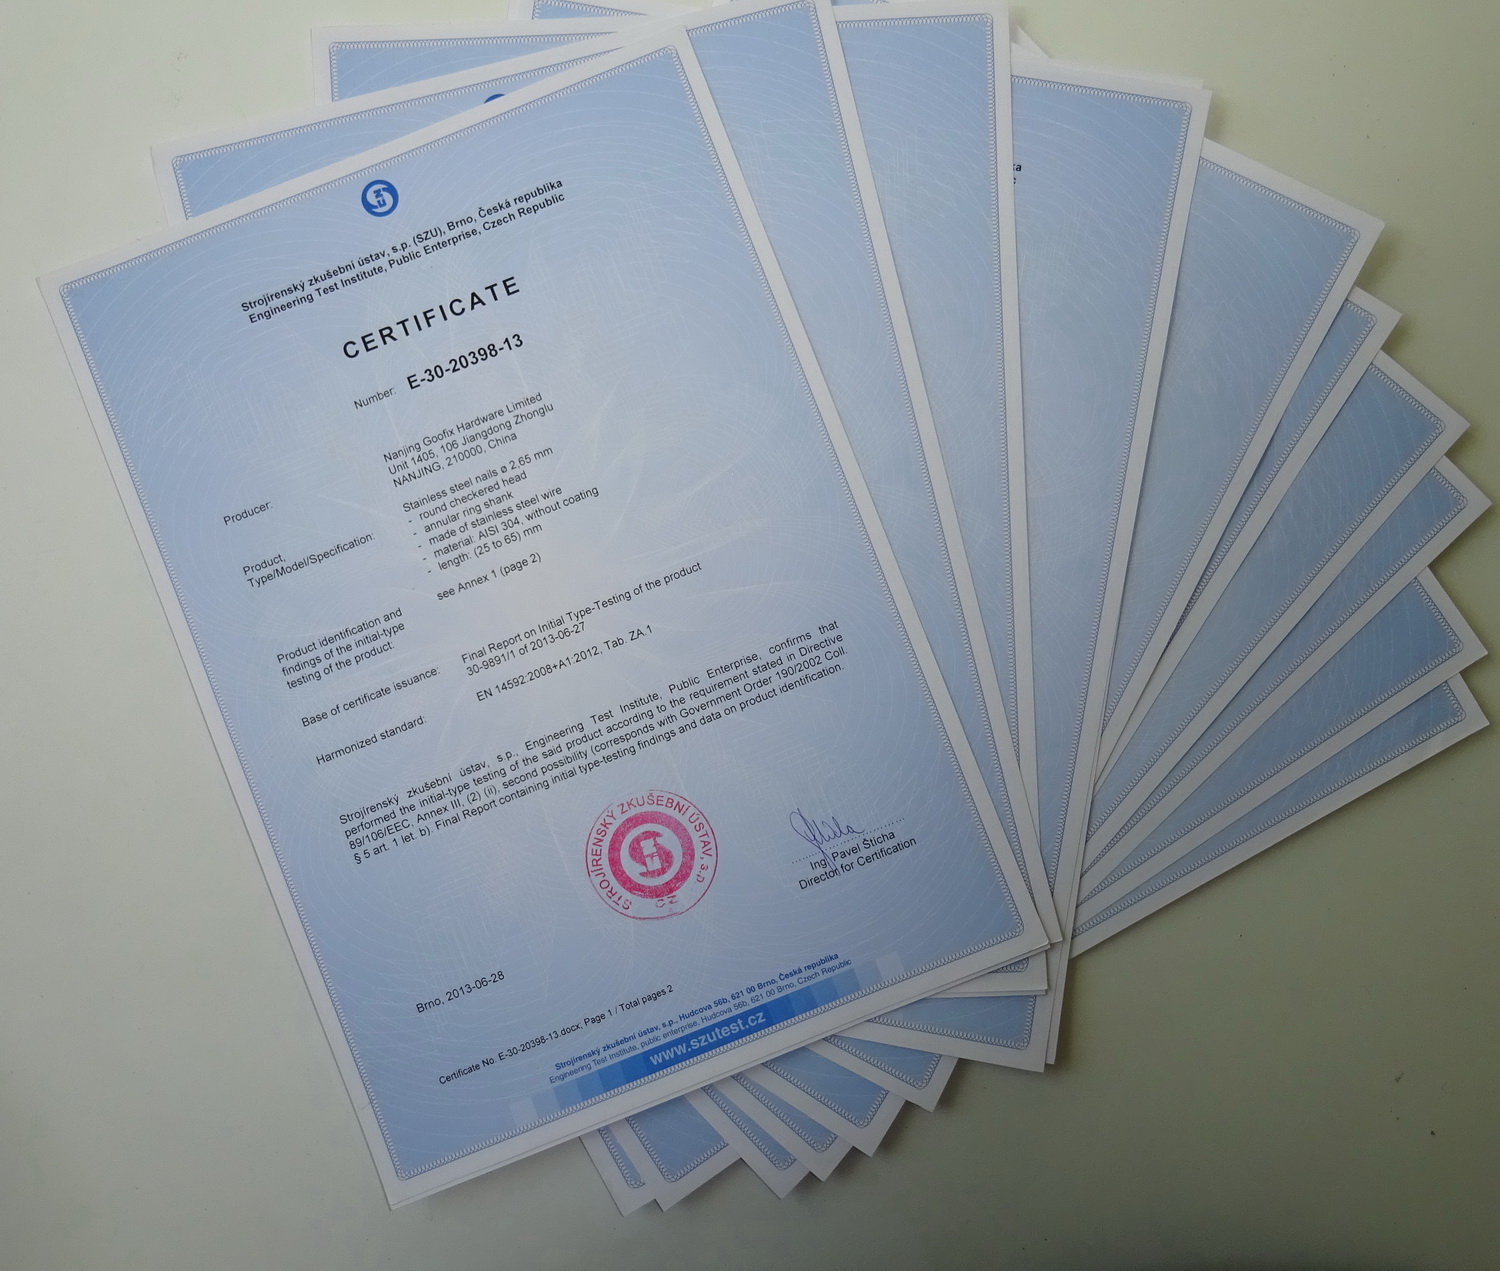 Strojírenský zkušební ústav, s.p. (SZU), Brno, Česká republika
Engineering Test Institute, Public Enterprise, Czech Republic
CERTIFICATE
Number: E-30-20398-13
Producer:
Nanjing Goofix Hardware Limited
Unit 1405, 106 Jiangdong Zhonglu
NANJING, 210000, China
Product,
Type/Model/Specification:
Stainless steel nails ø 2,65 mm
- round checkered head
- annular ring shank
- made of stainless steel wire
- material: AISI 304, without coating
- length: (25 to 65) mm
Product identification and
findings of the initial-type
testing of the product:
see Annex 1 (page 2)
Base of certificate issuance:
Final Report on Initial Type-Testing of the product
30-9891/1 of 2013-06-27
Harmonized standard:
EN 14592:2008+A1:2012, Tab. ZA.1
Strojírenský zkušební ústav, s.p., Engineering Test Institute, Public Enterprise, confirms that
performed the initial-type testing of the said product according to the requirement stated in Directive
89/106/EEC, Annex III, (2) (ii), second possibility (corresponds with Government Order 190/2002 Coll.
§ 5 art. 1 let. b). Final Report containing initial type-testing findings and data on product identification.
STROJÍRENSKÝ ZKUŠEBNÍ ÚSTAV, s.p.
CZ
Ing. Pavel Šticha
Director for Certification
Brno, 2013-06-28
Certificate No. E-30-20398-13.docx, Page 1 / Total pages 2
Strojírenský zkušební ústav, s.p., Hudcova 56b, 621 00 Brno, Česká republika
Engineering Test Institute, public enterprise, Hudcova 56b, 621 00 Brno, Czech Republic
www.szutest.cz